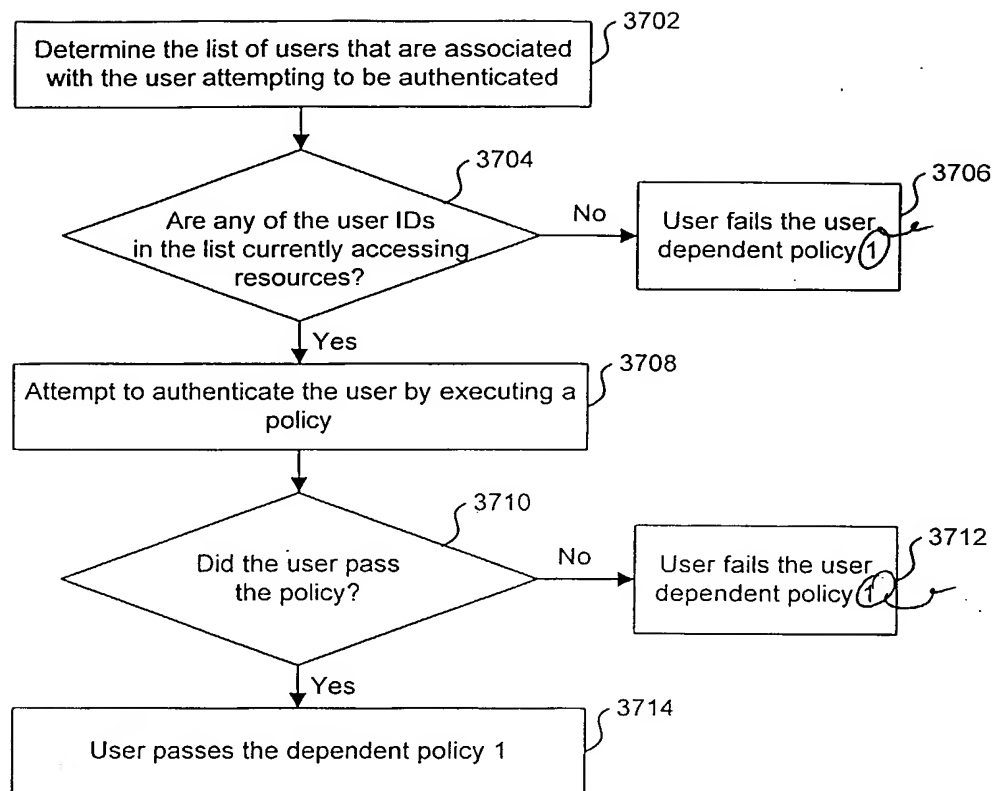 3702
Determine the list of users that are associated
with the user attempting to be authenticated
3704
Are any of the user IDs
in the list currently accessing
resources?
No
3706
User fails the user
dependent policy 1
Yes
3708
Attempt to authenticate the user by executing a
policy
3710
Did the user pass
the policy?
No
3712
User fails the user
dependent policy 1
Yes
3714
User passes the dependent policy 1